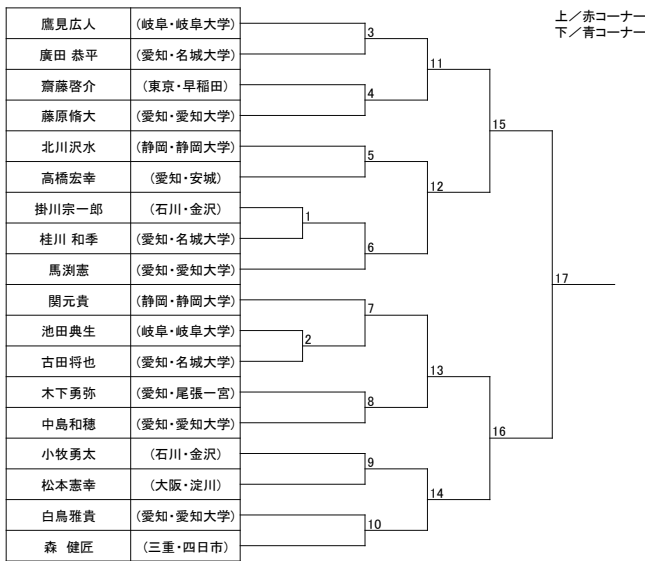 上／赤コーナー
下／青コーナー
鷹見広人 (岐阜・岐阜大学)
3
廣田 恭平 (愛知・名城大学)
11
齋藤啓介 (東京・早稲田)
4
藤原脩大 (愛知・愛知大学)
15
北川沢水 (静岡・静岡大学)
5
高橋宏幸 (愛知・安城)
12
掛川宗一郎 (石川・金沢)
1
桂川 和季 (愛知・名城大学)
6
馬渕憲 (愛知・愛知大学)
17
関元貴 (静岡・静岡大学)
7
池田典生 (岐阜・岐阜大学)
2
古田将也 (愛知・名城大学)
13
木下勇弥 (愛知・尾張一宮)
8
中島和穂 (愛知・愛知大学)
16
小牧勇太 (石川・金沢)
9
松本憲幸 (大阪・淀川)
14
白鳥雅貴 (愛知・愛知大学)
10
森 健匠 (三重・四日市)